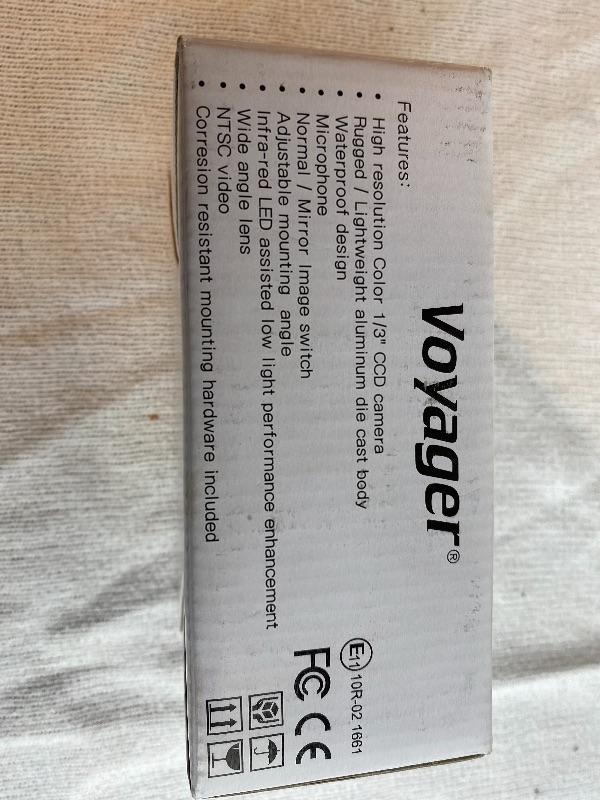 Voyager®
Features:
• High resolution Color 1/3" CCD camera
• Rugged / Lightweight aluminum die cast body
• Waterproof design
• Microphone
• Normal / Mirror Image switch
• Adjustable mounting angle
• Infra-red LED assisted low light performance enhancement
• Wide angle lens
• NTSC video
• Corresion resistant mounting hardware included
E11 10R-02 1661
FC CE